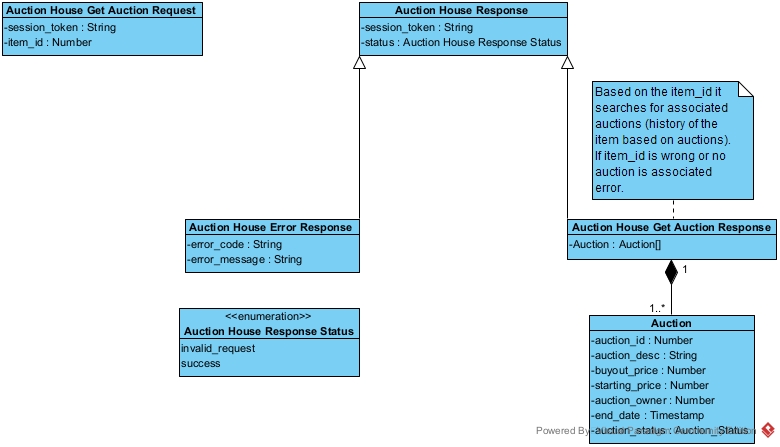 Auction House Get Auction Request
-session_token : String
-item_id : Number
Auction House Response
-session_token : String
-status : Auction House Response Status
Based on the item_id it
searches for associated
auctions (history of the
item based on auctions).
If item_id is wrong or no
auction is associated
error.
Auction House Error Response
-error_code : String
-error_message : String
Auction House Get Auction Response
-Auction : Auction[]
1
1..*
<<enumeration>>
Auction House Response Status
invalid_request
success
Auction
-auction_id : Number
-auction_desc : String
-buyout_price : Number
-starting_price : Number
-auction_owner : Number
-end_date : Timestamp
-auction_status : Auction_Status
Powered By